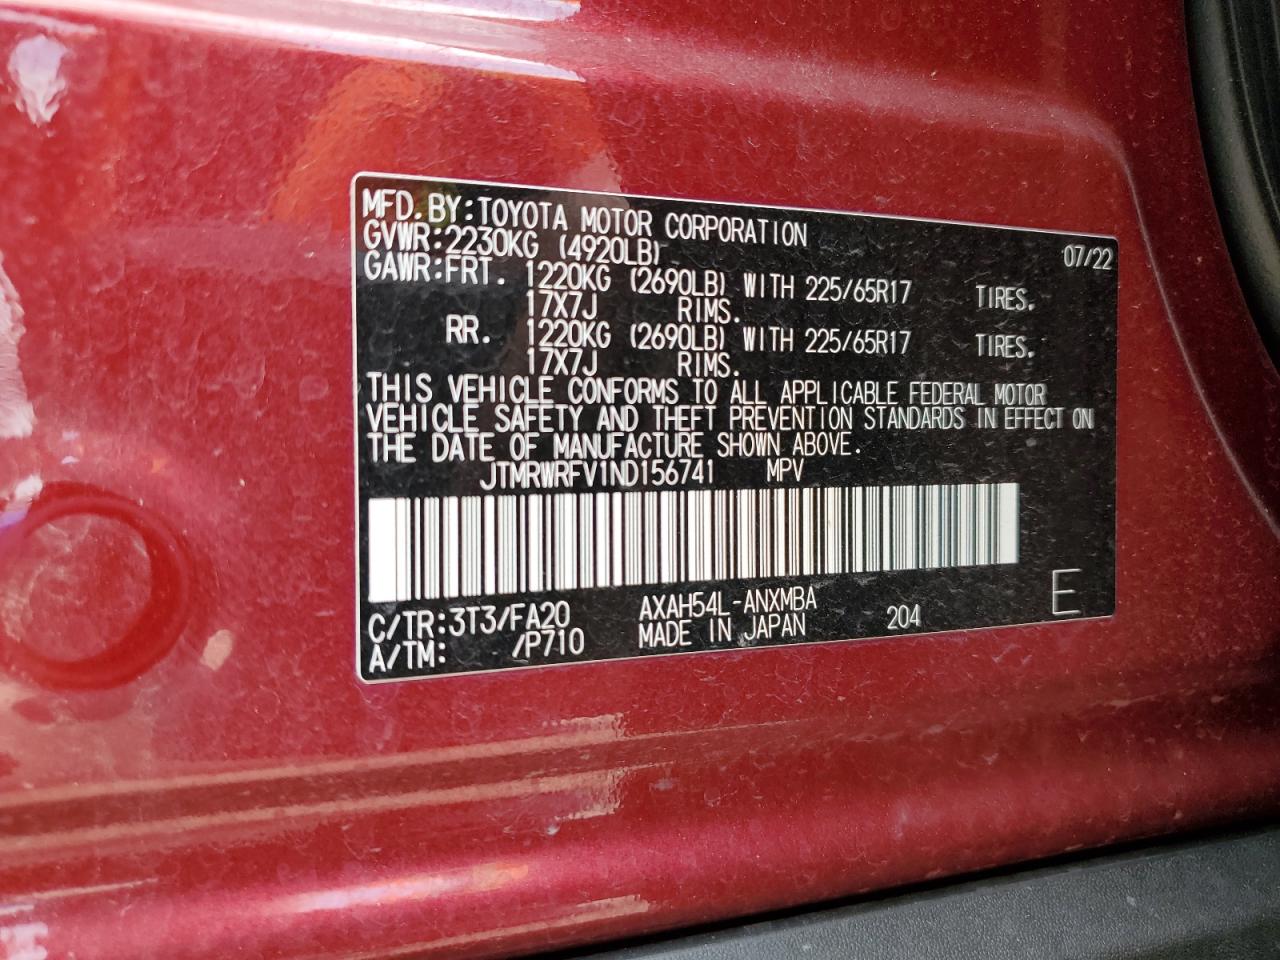 MFD. BY: TOYOTA MOTOR CORPORATION 07/22
GVWR: 2230KG (4920LB)
GAWR: FRT. 1220KG (2690LB) WITH 225/65R17 TIRES.
17X7J RIMS.
RR. 1220KG (2690LB) WITH 225/65R17 TIRES.
17X7J RIMS.
THIS VEHICLE CONFORMS TO ALL APPLICABLE FEDERAL MOTOR
VEHICLE SAFETY AND THEFT PREVENTION STANDARDS IN EFFECT ON
THE DATE OF MANUFACTURE SHOWN ABOVE.
JTMRWRFV1ND156741 MPV
C/TR: 3T3/FA20 AXAH54L-ANXMBA 204 E
A/TM: /P710 MADE IN JAPAN